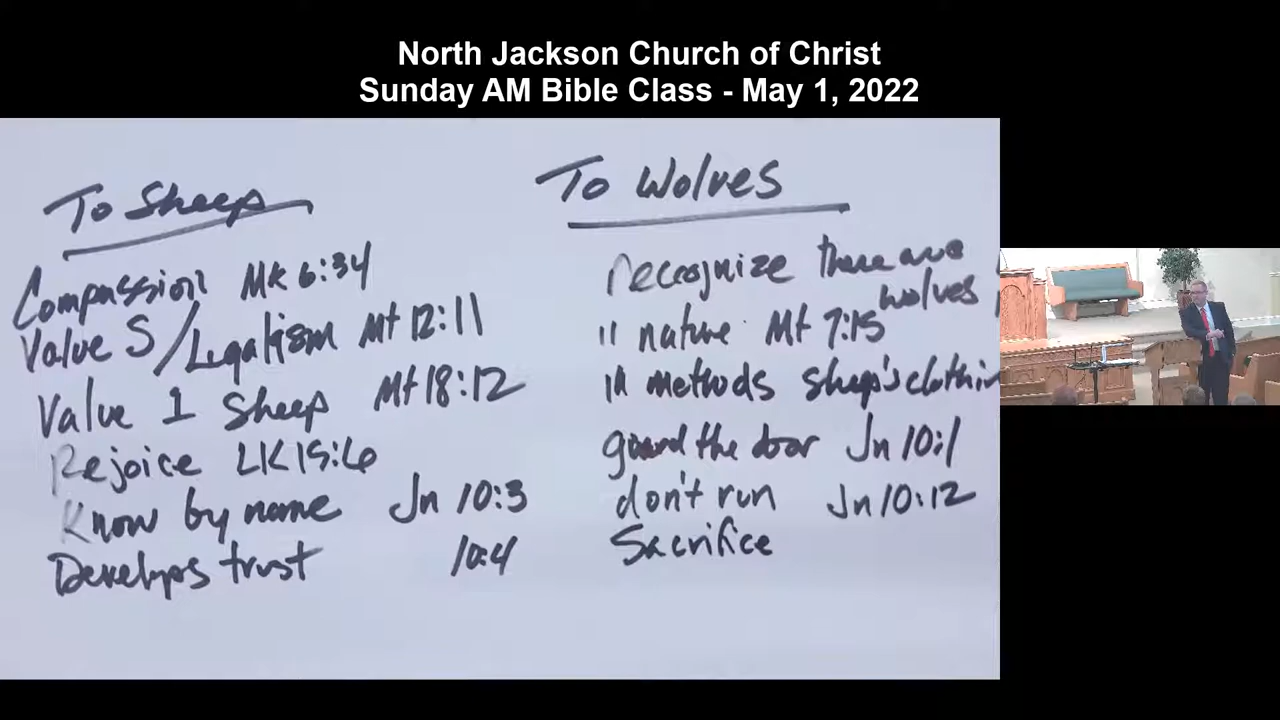 North Jackson Church of Christ
Sunday AM Bible Class - May 1, 2022
To Sheep
Compassion Mk 6:34
Value S/Legalism Mt 12:11
Value 1 Sheep Mt 18:12
Rejoice LK 15:6
Know by name Jn 10:3
Develops trust 10:4
To Wolves
recognize there are
wolves
" nature Mt 7:15
methods sheep's
guard the door Jn 10:1
don't run Jn 10:12
Sacrifice